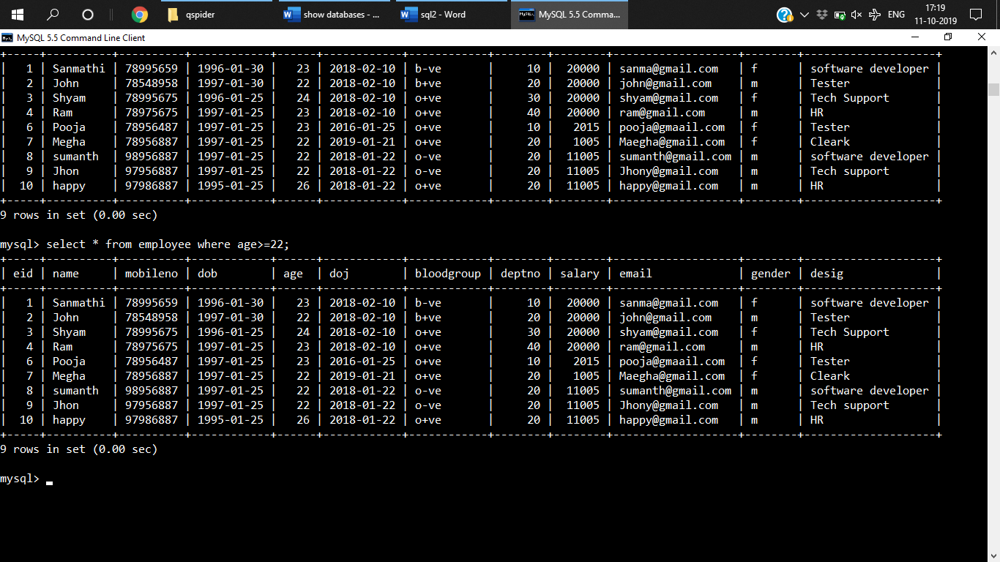 qspider show databases - ... sql2 - Word MySQL 5.5 Comma... ENG 17:19
11-10-2019
MySQL 5.5 Command Line Client
+-----+----------+----------+------------+------+------------+------------+--------+--------+------------------+--------+--------------------+
|   1 | Sanmathi | 78995659 | 1996-01-30 |   23 | 2018-02-10 | b-ve       |     10 |  20000 | sanma@gmail.com  | f      | software developer |
|   2 | John     | 78548958 | 1997-01-30 |   22 | 2018-02-10 | b+ve       |     20 |  20000 | john@gmail.com   | m      | Tester             |
|   3 | Shyam    | 78995675 | 1996-01-25 |   24 | 2018-02-10 | o+ve       |     30 |  20000 | shyam@gmail.com  | f      | Tech Support       |
|   4 | Ram      | 78975675 | 1997-01-25 |   23 | 2018-02-10 | o+ve       |     40 |  20000 | ram@gmail.com    | m      | HR                 |
|   6 | Pooja    | 78956487 | 1997-01-25 |   23 | 2016-01-25 | o+ve       |     10 |   2015 | pooja@gmaail.com | f      | Tester             |
|   7 | Megha    | 78956887 | 1997-01-25 |   22 | 2019-01-21 | o+ve       |     20 |   1005 | Maegha@gmail.com | f      | Cleark             |
|   8 | sumanth  | 98956887 | 1997-01-25 |   22 | 2018-01-22 | o-ve       |     20 |  11005 | sumanth@gmail.com | m      | software developer |
|   9 | Jhon     | 97956887 | 1997-01-25 |   22 | 2018-01-22 | o-ve       |     20 |  11005 | Jhony@gmail.com  | m      | Tech support       |
|  10 | happy    | 97986887 | 1995-01-25 |   26 | 2018-01-22 | o+ve       |     20 |  11005 | happy@gmail.com  | m      | HR                 |
+-----+----------+----------+------------+------+------------+------------+--------+--------+------------------+--------+--------------------+
9 rows in set (0.00 sec)
mysql> select * from employee where age>=22;
+-----+----------+----------+------------+------+------------+------------+--------+--------+------------------+--------+--------------------+
| eid | name     | mobileno | dob        | age  | doj        | bloodgroup | deptno | salary | email            | gender | desig              |
+-----+----------+----------+------------+------+------------+------------+--------+--------+------------------+--------+--------------------+
|   1 | Sanmathi | 78995659 | 1996-01-30 |   23 | 2018-02-10 | b-ve       |     10 |  20000 | sanma@gmail.com  | f      | software developer |
|   2 | John     | 78548958 | 1997-01-30 |   22 | 2018-02-10 | b+ve       |     20 |  20000 | john@gmail.com   | m      | Tester             |
|   3 | Shyam    | 78995675 | 1996-01-25 |   24 | 2018-02-10 | o+ve       |     30 |  20000 | shyam@gmail.com  | f      | Tech Support       |
|   4 | Ram      | 78975675 | 1997-01-25 |   23 | 2018-02-10 | o+ve       |     40 |  20000 | ram@gmail.com    | m      | HR                 |
|   6 | Pooja    | 78956487 | 1997-01-25 |   23 | 2016-01-25 | o+ve       |     10 |   2015 | pooja@gmaail.com | f      | Tester             |
|   7 | Megha    | 78956887 | 1997-01-25 |   22 | 2019-01-21 | o+ve       |     20 |   1005 | Maegha@gmail.com | f      | Cleark             |
|   8 | sumanth  | 98956887 | 1997-01-25 |   22 | 2018-01-22 | o-ve       |     20 |  11005 | sumanth@gmail.com | m      | software developer |
|   9 | Jhon     | 97956887 | 1997-01-25 |   22 | 2018-01-22 | o-ve       |     20 |  11005 | Jhony@gmail.com  | m      | Tech support       |
|  10 | happy    | 97986887 | 1995-01-25 |   26 | 2018-01-22 | o+ve       |     20 |  11005 | happy@gmail.com  | m      | HR                 |
+-----+----------+----------+------------+------+------------+------------+--------+--------+------------------+--------+--------------------+
9 rows in set (0.00 sec)
mysql>